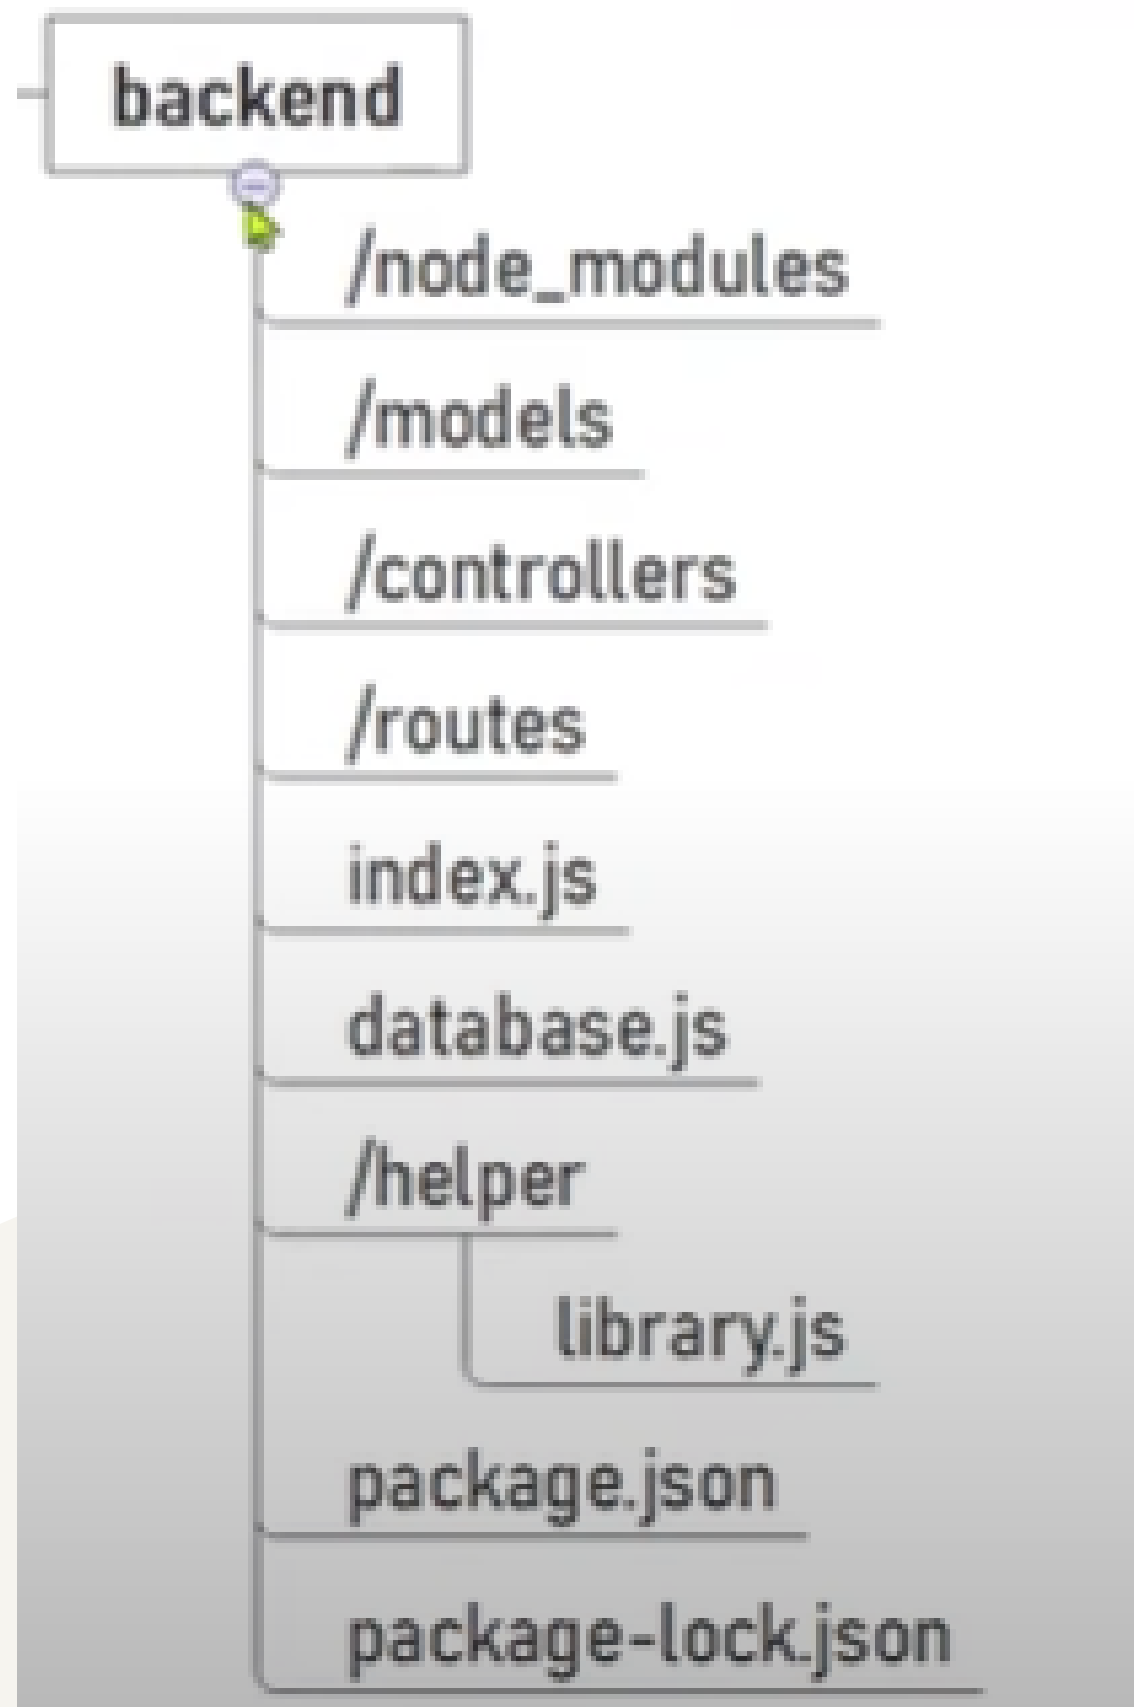 backend
/node_modules
/models
/controllers
/routes
index.js
database.js
/helper
library.js
package.json
package-lock.json